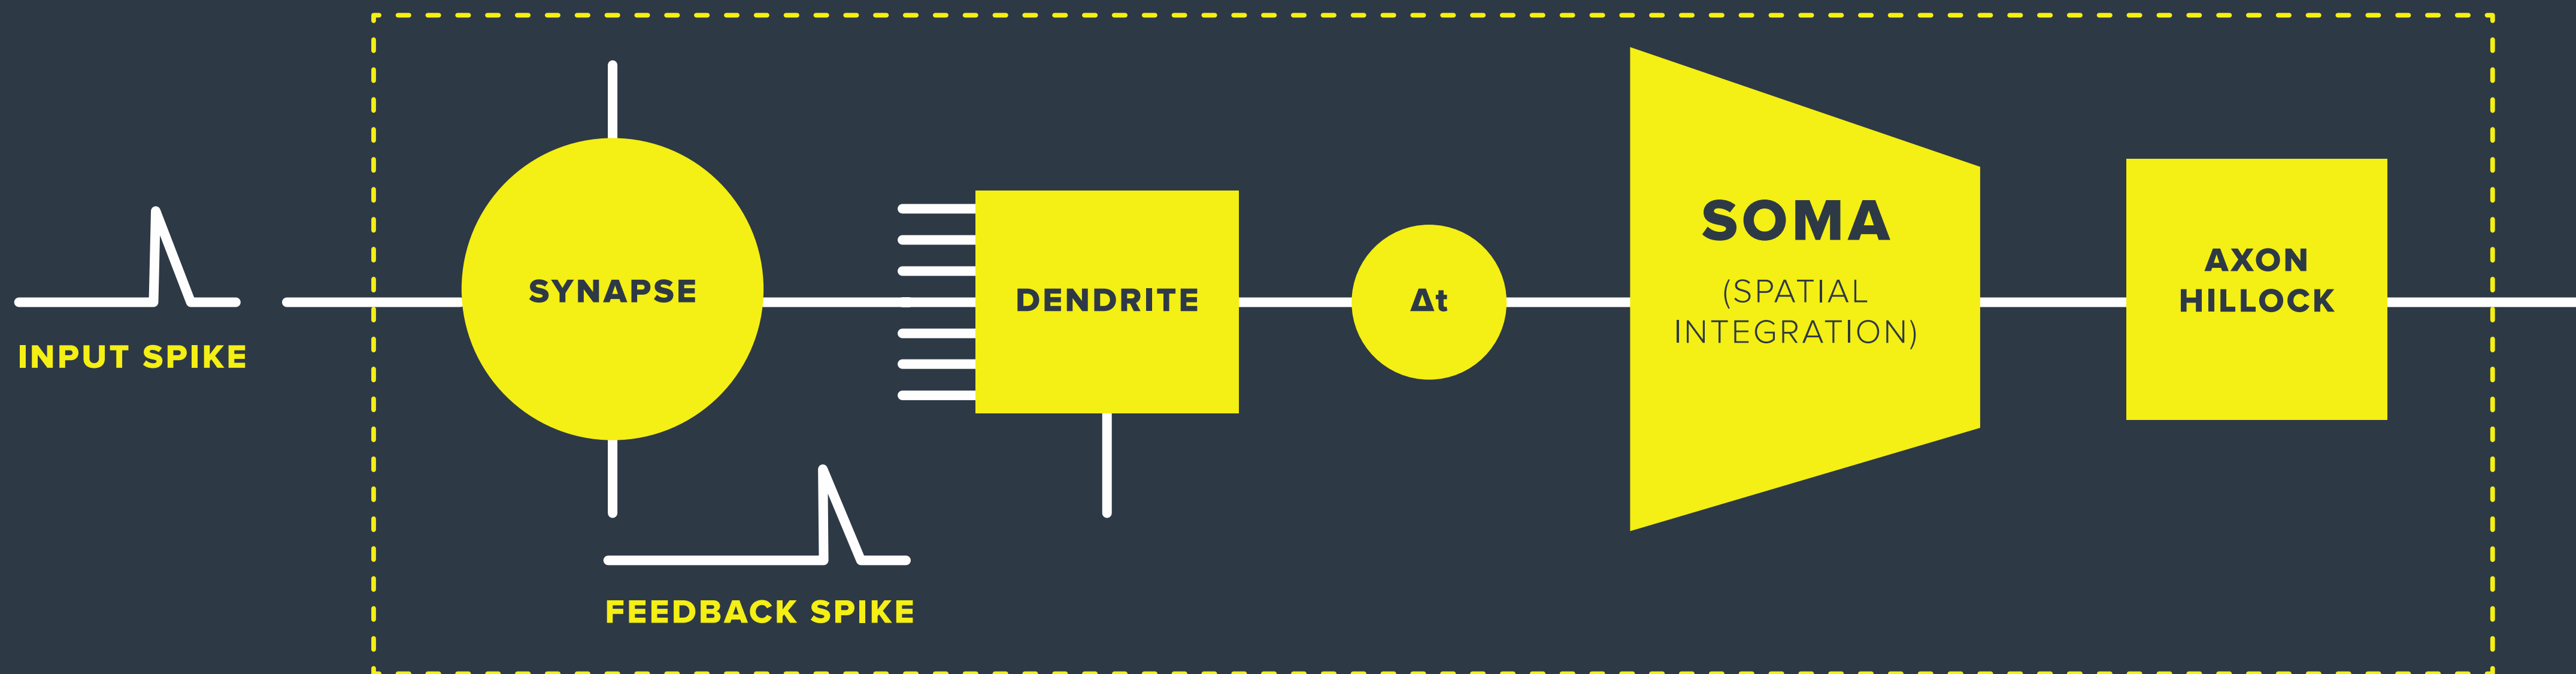 INPUT SPIKE
SYNAPSE
FEEDBACK SPIKE
DENDRITE
Δt
SOMA
(SPATIAL
INTEGRATION)
AXON
HILLOCK